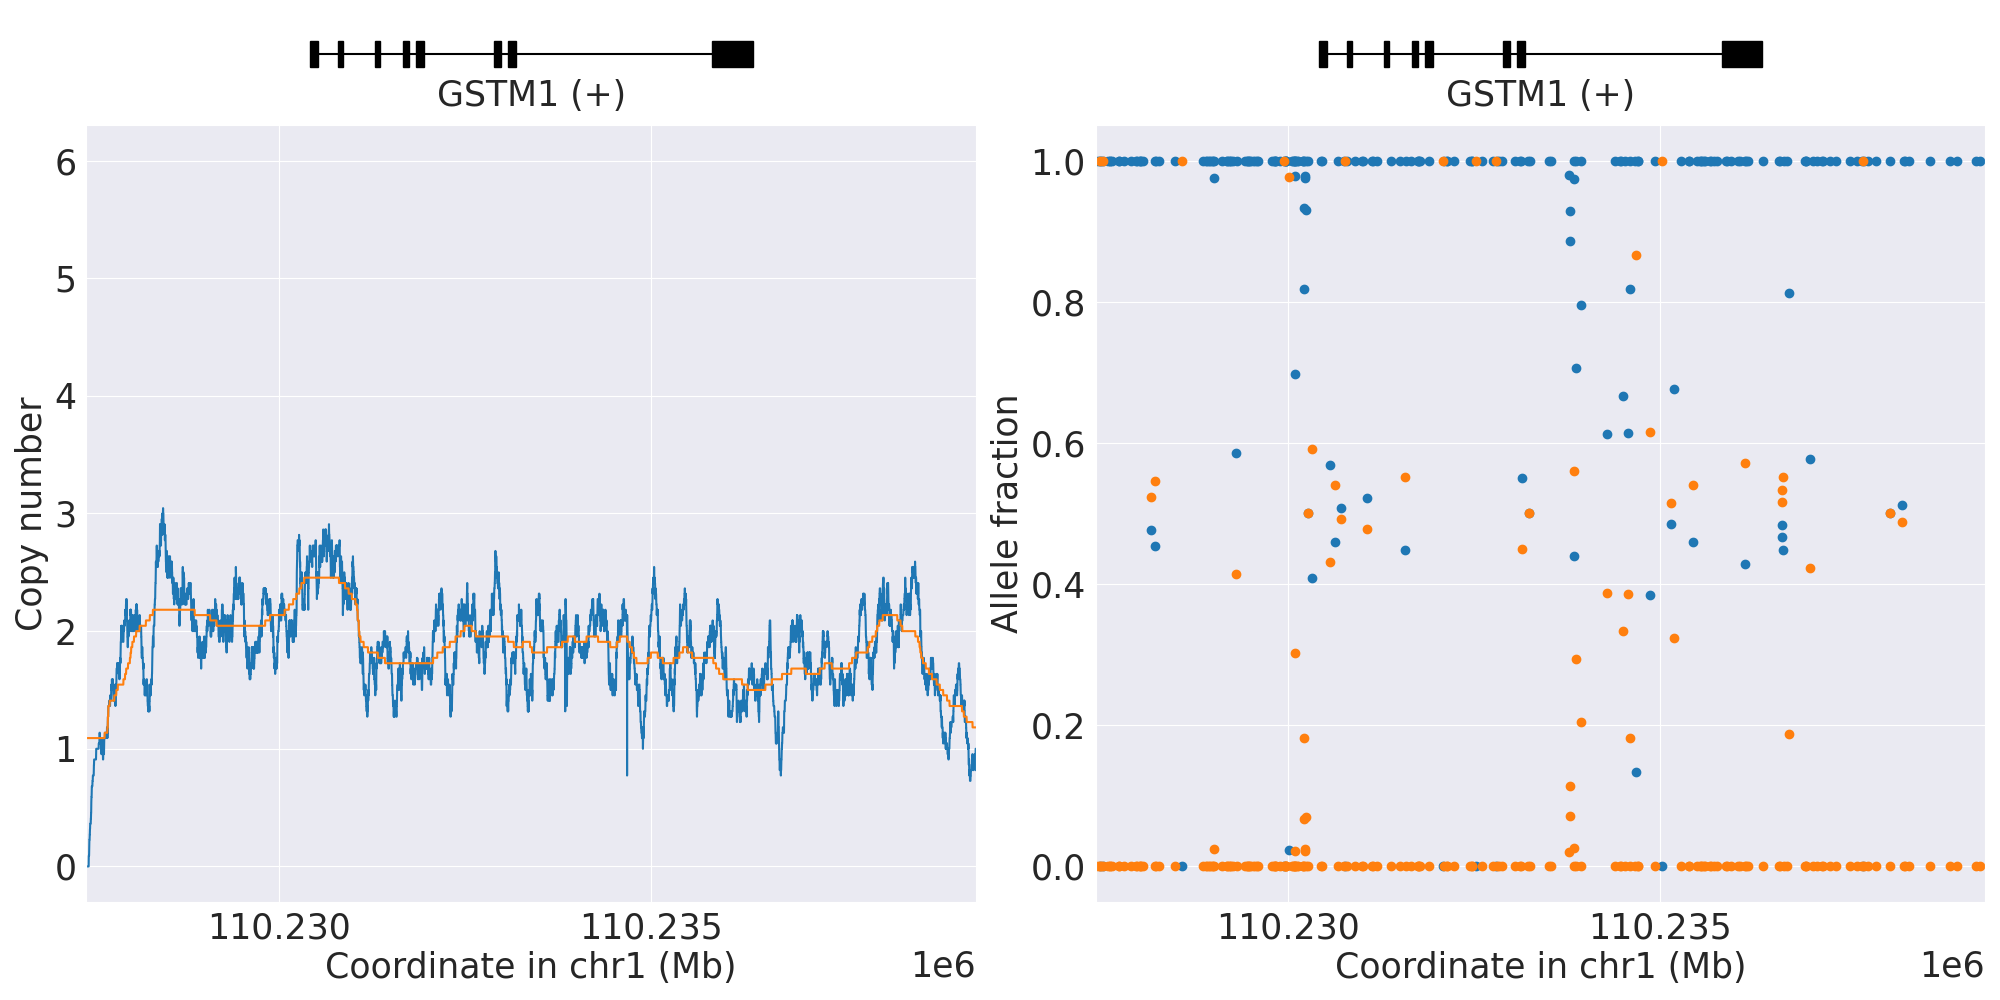 GSTM1 (+)
6
5
4
3
2
1
0
Copy number
110.230
110.235
Coordinate in chr1 (Mb)
1e6
GSTM1 (+)
1.0
0.8
0.6
0.4
0.2
0.0
Allele fraction
110.230
110.235
Coordinate in chr1 (Mb)
1e6